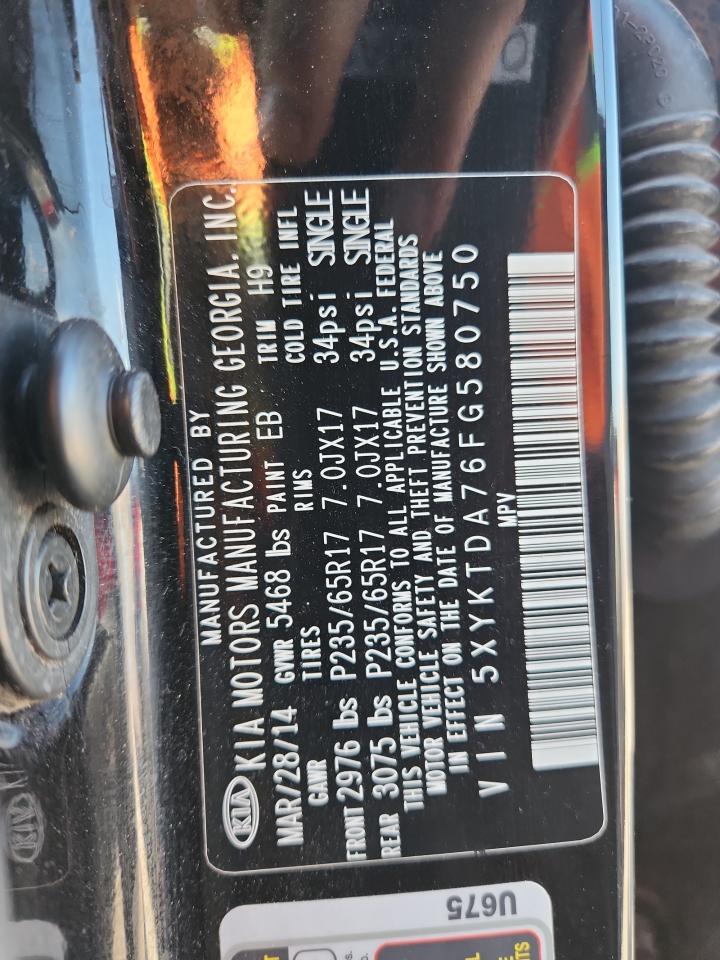 MANUFACTURED BY
KIA KIA MOTORS MANUFACTURING GEORGIA, INC.
MAR/28/14 GVWR 5468 lbs PAINT EB TRIM H9
GAWR TIRES RIMS COLD TIRE INFL
FRONT 2976 lbs P235/65R17 7.0JX17 34psi SINGLE
REAR 3075 lbs P235/65R17 7.0JX17 34psi SINGLE
THIS VEHICLE CONFORMS TO ALL APPLICABLE U.S.A. FEDERAL
MOTOR VEHICLE SAFETY AND THEFT PREVENTION STANDARDS
IN EFFECT ON THE DATE OF MANUFACTURE SHOWN ABOVE
VIN 5XYKTDA76FG580750
MPV
U675